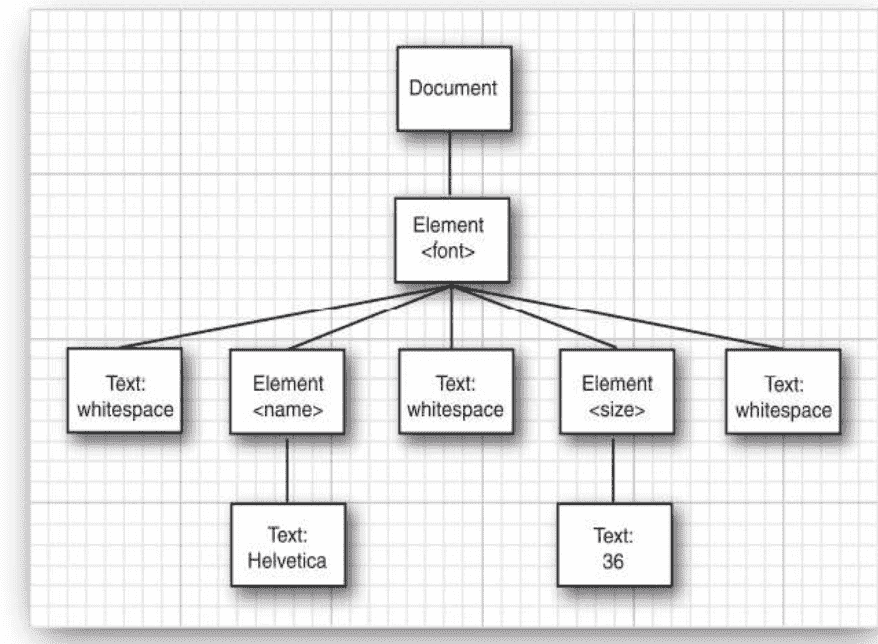 Document
Element
<font>
Text:
whitespace
Element
<name>
Text:
whitespace
Element
<size>
Text:
whitespace
Text:
Helvetica
Text:
36